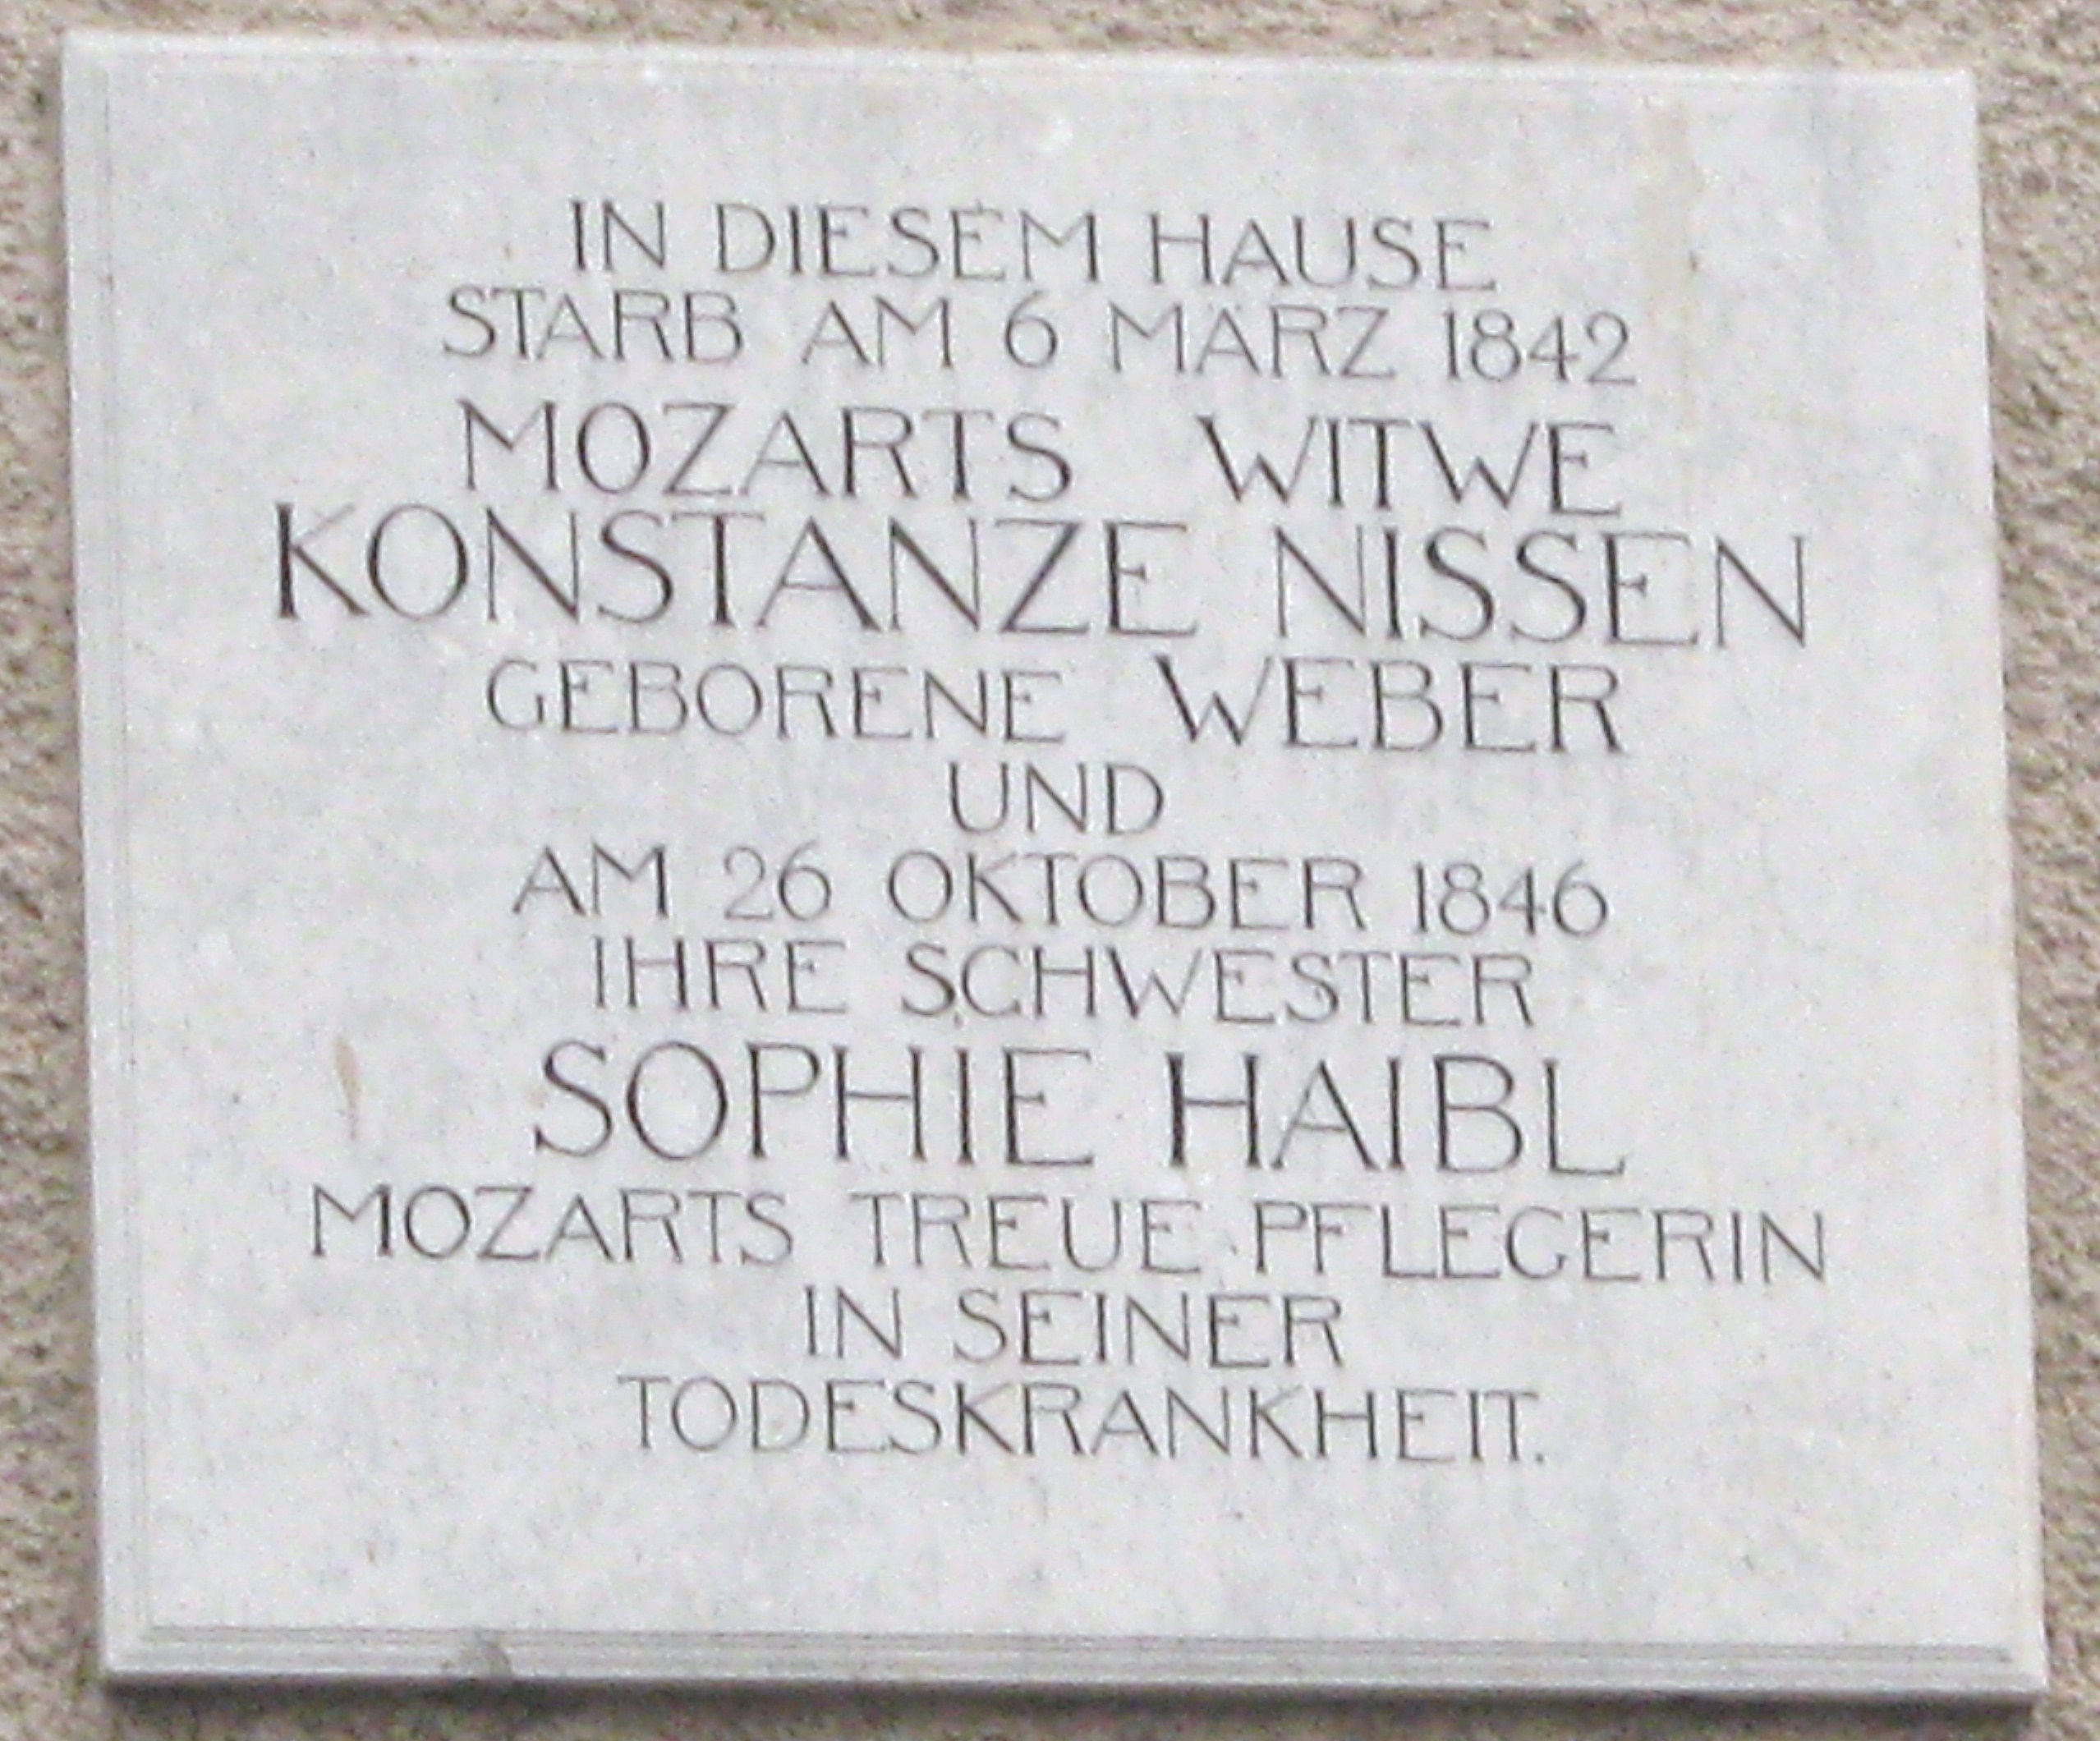 IN DIESEM HAUSE
STARB AM 6 MÄRZ 1842
MOZARTS WITWE
KONSTANZE NISSEN
GEBORENE WEBER
UND
AM 26 OKTOBER 1846
IHRE SCHWESTER
SOPHIE HAIBL
MOZARTS TREUE PFLEGERIN
IN SEINER
TODESKRANKHEIT.